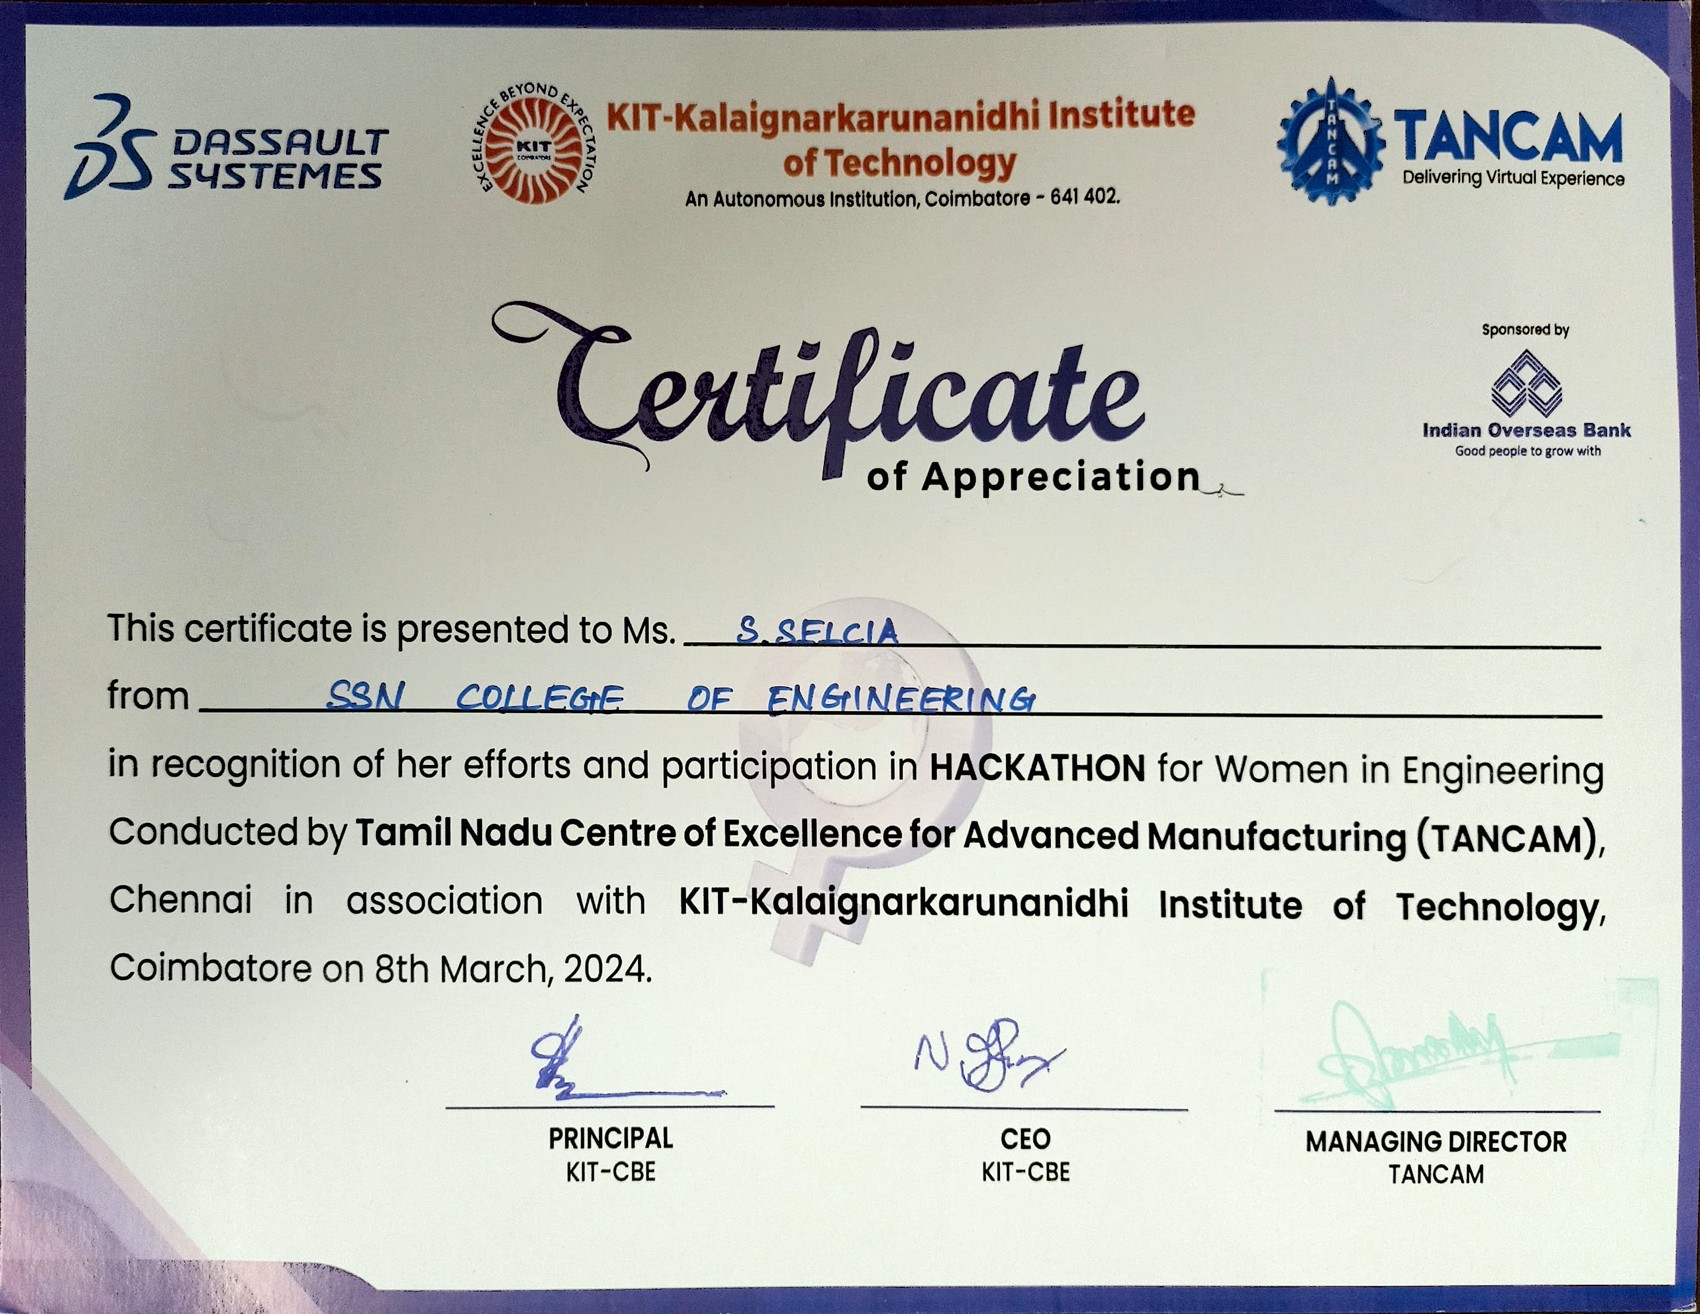 DASSAULT
SYSTEMES
EXCELLENCE BEYOND EXPECTATION
KIT
COIMBATORE
KIT-Kalaignarkarunanidhi Institute
of Technology
An Autonomous Institution, Coimbatore - 641 402.
TANCAM
TANCAM
Delivering Virtual Experience
Certificate
of Appreciation
Sponsored by
Indian Overseas Bank
Good people to grow with
This certificate is presented to Ms. S. SELCIA
from SSN COLLEGE OF ENGINEERING
in recognition of her efforts and participation in HACKATHON for Women in Engineering
Conducted by Tamil Nadu Centre of Excellence for Advanced Manufacturing (TANCAM),
Chennai in association with KIT-Kalaignarkarunanidhi Institute of Technology,
Coimbatore on 8th March, 2024.
PRINCIPAL
KIT-CBE
CEO
KIT-CBE
MANAGING DIRECTOR
TANCAM